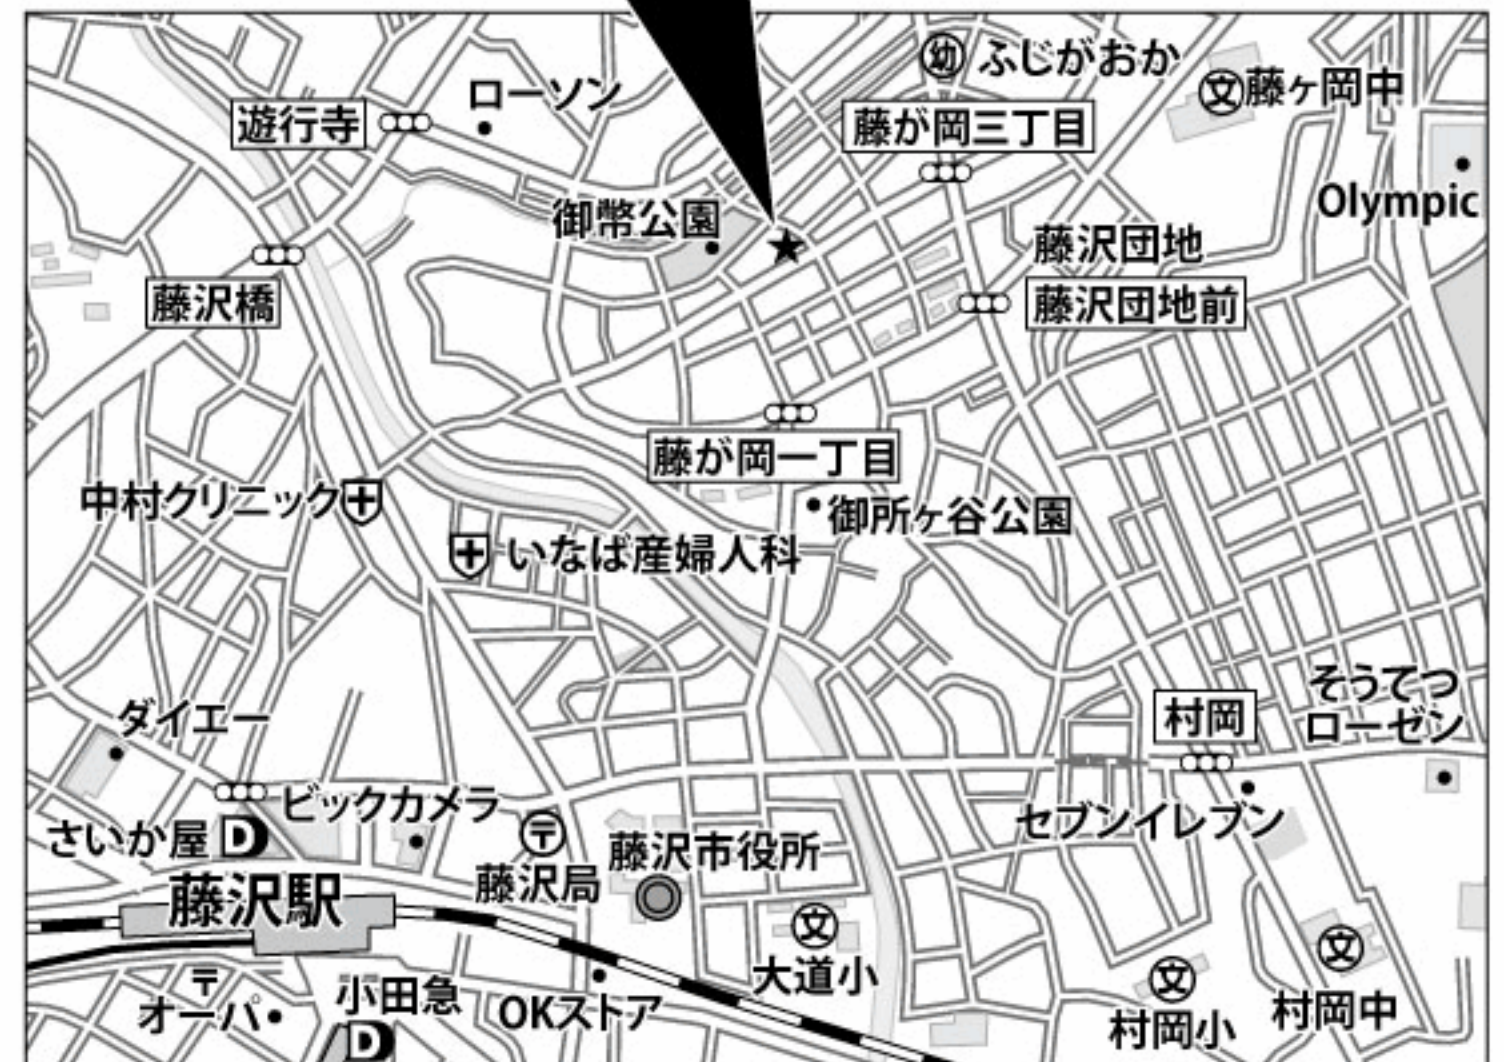 幼 ふじがおか
文 藤ヶ岡中
ローソン
遊行寺
藤が岡三丁目
Olympic
御幣公園
藤沢団地
藤沢橋
藤沢団地前
藤が岡一丁目
中村クリニック
御所ヶ谷公園
いなば産婦人科
そうてつ
ローゼン
ダイエー
村岡
ビックカメラ
セブンイレブン
さいか屋 D
〒
藤沢局
藤沢市役所
藤沢駅
文
大道小
文
村岡小
文
村岡中
〒
オーパ
小田急
D
OKストア